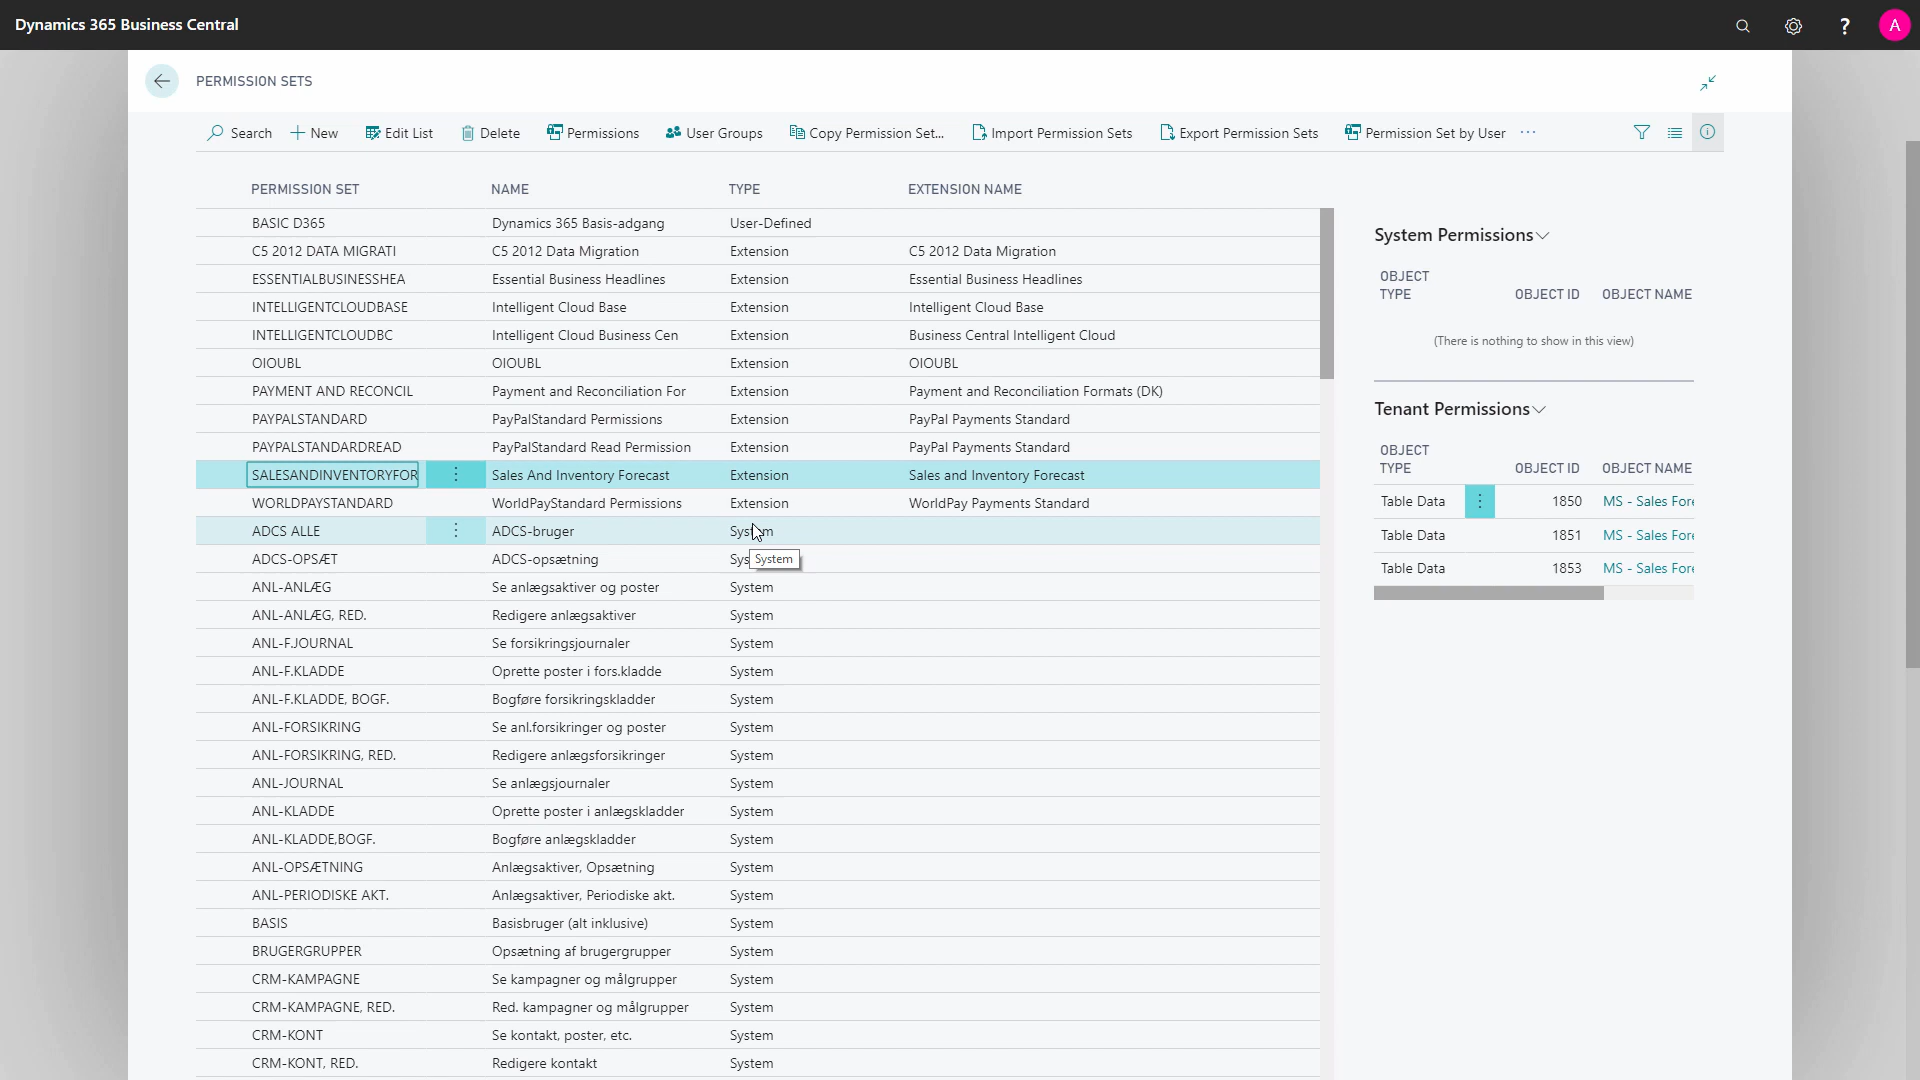 Dynamics 365 Business Central
?
A
PERMISSION SETS
Search
New
Edit List
Delete
Permissions
User Groups
Copy Permission Set...
Import Permission Sets
Export Permission Sets
Permission Set by User
...
PERMISSION SET NAME TYPE EXTENSION NAME
BASIC D365 Dynamics 365 Basis-adgang User-Defined
C5 2012 DATA MIGRATI C5 2012 Data Migration Extension C5 2012 Data Migration
ESSENTIALBUSINESSHEA Essential Business Headlines Extension Essential Business Headlines
INTELLIGENTCLOUDBASE Intelligent Cloud Base Extension Intelligent Cloud Base
INTELLIGENTCLOUDBC Intelligent Cloud Business Cen Extension Business Central Intelligent Cloud
OIOUBL OIOUBL Extension OIOUBL
PAYMENT AND RECONCIL Payment and Reconciliation For Extension Payment and Reconciliation Formats (DK)
PAYPALSTANDARD PayPalStandard Permissions Extension PayPal Payments Standard
PAYPALSTANDARDREAD PayPalStandard Read Permission Extension PayPal Payments Standard
SALESANDINVENTORYFOR Sales And Inventory Forecast Extension Sales and Inventory Forecast
WORLDPAYSTANDARD WorldPayStandard Permissions Extension WorldPay Payments Standard
ADCS ALLE ADCS-bruger System
ADCS-OPSÆT ADCS-opsætning Sys
System
ANL-ANLÆG Se anlægsaktiver og poster System
ANL-ANLÆG, RED. Redigere anlægsaktiver System
ANL-F.JOURNAL Se forsikringsjournaler System
ANL-F.KLADDE Oprette poster i fors.kladde System
ANL-F.KLADDE, BOGF. Bogføre forsikringskladder System
ANL-FORSIKRING Se anl.forsikringer og poster System
ANL-FORSIKRING, RED. Redigere anlægsforsikringer System
ANL-JOURNAL Se anlægsjournaler System
ANL-KLADDE Oprette poster i anlægskladder System
ANL-KLADDE,BOGF. Bogføre anlægskladder System
ANL-OPSÆTNING Anlægsaktiver, Opsætning System
ANL-PERIODISKE AKT. Anlægsaktiver, Periodiske akt. System
BASIS Basisbruger (alt inklusive) System
BRUGERGRUPPER Opsætning af brugergrupper System
CRM-KAMPAGNE Se kampagner og målgrupper System
CRM-KAMPAGNE, RED. Red. kampagner og målgrupper System
CRM-KONT Se kontakt, poster, etc. System
CRM-KONT, RED. Redigere kontakt System
System Permissions
OBJECT
TYPE OBJECT ID OBJECT NAME
(There is nothing to show in this view)
Tenant Permissions
OBJECT
TYPE OBJECT ID OBJECT NAME
Table Data 1850 MS - Sales Fore
Table Data 1851 MS - Sales Fore
Table Data 1853 MS - Sales Fore